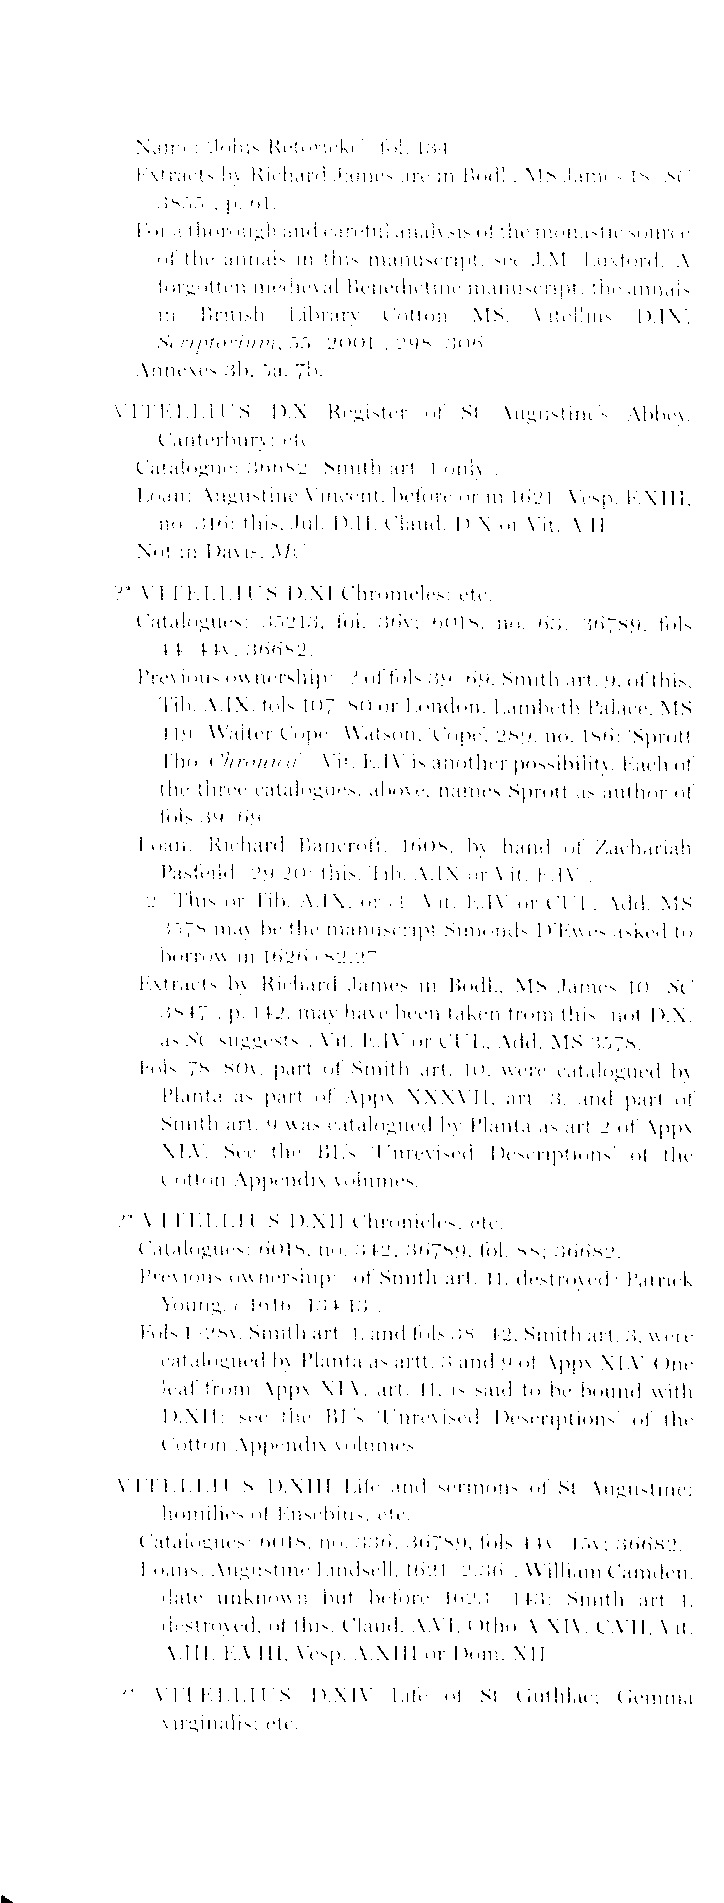 Name: 'Johns Retoneke', fol. 134.
Extracts by Richard James are in Bodl., MS James 18 (SC
3855), p. 61.
For a thorough and careful analysis of the monastic source
of the annals in this manuscript, see J.M. Luxford, 'A
forgotten medieval Benedictine manuscript: the annals
in British Library Cotton MS. Vitellius D.IX',
Scriptorium, 55 (2001), 298–306.
Annexes 3b, 5a, 7b.
VITELLIUS D.X Register of St Augustine's Abbey,
Canterbury; etc.
Catalogue: 36682 (Smith art. 1 only).
Loan: Augustine Vincent, before or in 1621 (Vesp. F.XIII,
no. 316: this, Jul. D.II, Claud. D.X or Vit. A.II).
Not in Davis, MC.
?* VITELLIUS D.XI Chronicles; etc.
Catalogues: 35213, fol. 36v; 6018, no. 63; 36789, fols
44–44v; 36682.
Previous ownership: (? of fols 39–69, Smith art. 9, of this,
Tib. A.IX, fols 107–80 or London, Lambeth Palace, MS
419) Walter Cope (Watson, 'Cope', 289, no. 186: 'Sprott
Tho. Chronica'). Vit. E.IV is another possibility. Each of
the three catalogues, above, names Sprott as author of
fols 39–69.
Loan: Richard Bancroft, 1608, by hand of Zachariah
Pasfeild (29.20: this, Tib. A.IX or Vit. E.IV).
(?) This or Tib. A.IX, or Vit. E.IV or CUL, Add. MS
3578 may be the manuscript Simonds D'Ewes asked to
borrow in 1626 (82.27).
Extracts by Richard James in Bodl., MS James 10 (SC
3847), p. 142, may have been taken from this (not D.X,
as SC suggests), Vit. E.IV or CUL, Add. MS 3578.
Fols 78–80v, part of Smith art. 10, were catalogued by
Planta as part of Appx XXXVII, art. 3, and part of
Smith art. 9 was catalogued by Planta as art 2 of Appx
XLV. See the BL's 'Unrevised Descriptions' of the
Cotton Appendix volumes.
?* VITELLIUS D.XII Chronicles, etc.
Catalogues: 6018, no. 342; 36789, fol. 88; 36682.
Previous ownership: (of Smith art. 11, destroyed) Patrick
Young, c.1616 (134.13).
Fols 1–28v, Smith art. 1, and fols 38–42, Smith art. 3, were
catalogued by Planta as artt. 3 and 9 of Appx XLV. One
leaf from Appx XLV, art. 11, is said to be bound with
D.XII: see the BL's 'Unrevised Descriptions' of the
Cotton Appendix volumes.
VITELLIUS D.XIII Life and sermons of St Augustine;
homilies of Eusebius, etc.
Catalogues: 6018, no. 336; 36789, fols 44v–45v; 36682.
Loans: Augustine Lindsell, 1621 (2.36); William Camden,
date unknown but before 1623 (143: Smith art. 1,
destroyed, of this, Claud. A.VI, Otho A.XIV, C.VII, Vit.
A.III, E.VIII, Vesp. A.XIII or Dom. XII).
?* VITELLIUS D.XIV Life of St Guthlac; Gemma
virginalis; etc.